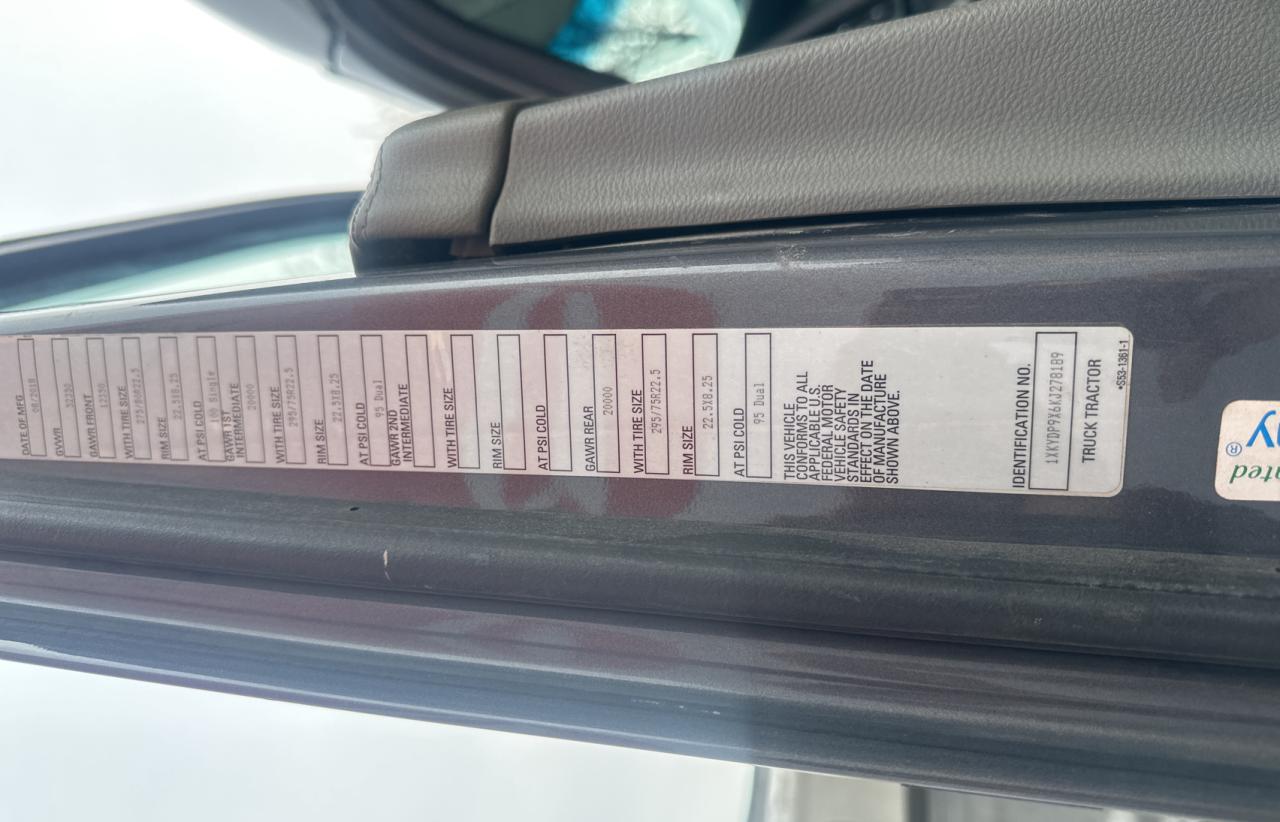 DATE OF MFG
08/2018
GVWR
52250
GAWR FRONT
12250
WITH TIRE SIZE
275/80R22.5
RIM SIZE
22.5X8.25
AT PSI COLD
100 Single
GAWR 1ST
INTERMEDIATE
20000
WITH TIRE SIZE
295/75R22.5
RIM SIZE
22.5X8.25
AT PSI COLD
95 Dual
GAWR 2ND
INTERMEDIATE
WITH TIRE SIZE
RIM SIZE
AT PSI COLD
GAWR REAR
20000
WITH TIRE SIZE
295/75R22.5
RIM SIZE
22.5X8.25
AT PSI COLD
95 Dual
THIS VEHICLE
CONFORMS TO ALL
APPLICABLE U.S.
FEDERAL MOTOR
VEHICLE SAFETY
STANDARDS IN
EFFECT ON THE DATE
OF MANUFACTURE
SHOWN ABOVE.
IDENTIFICATION NO.
1XKYDP9X6KJ278189
TRUCK TRACTOR
*S53-1361-1
ated
ny®